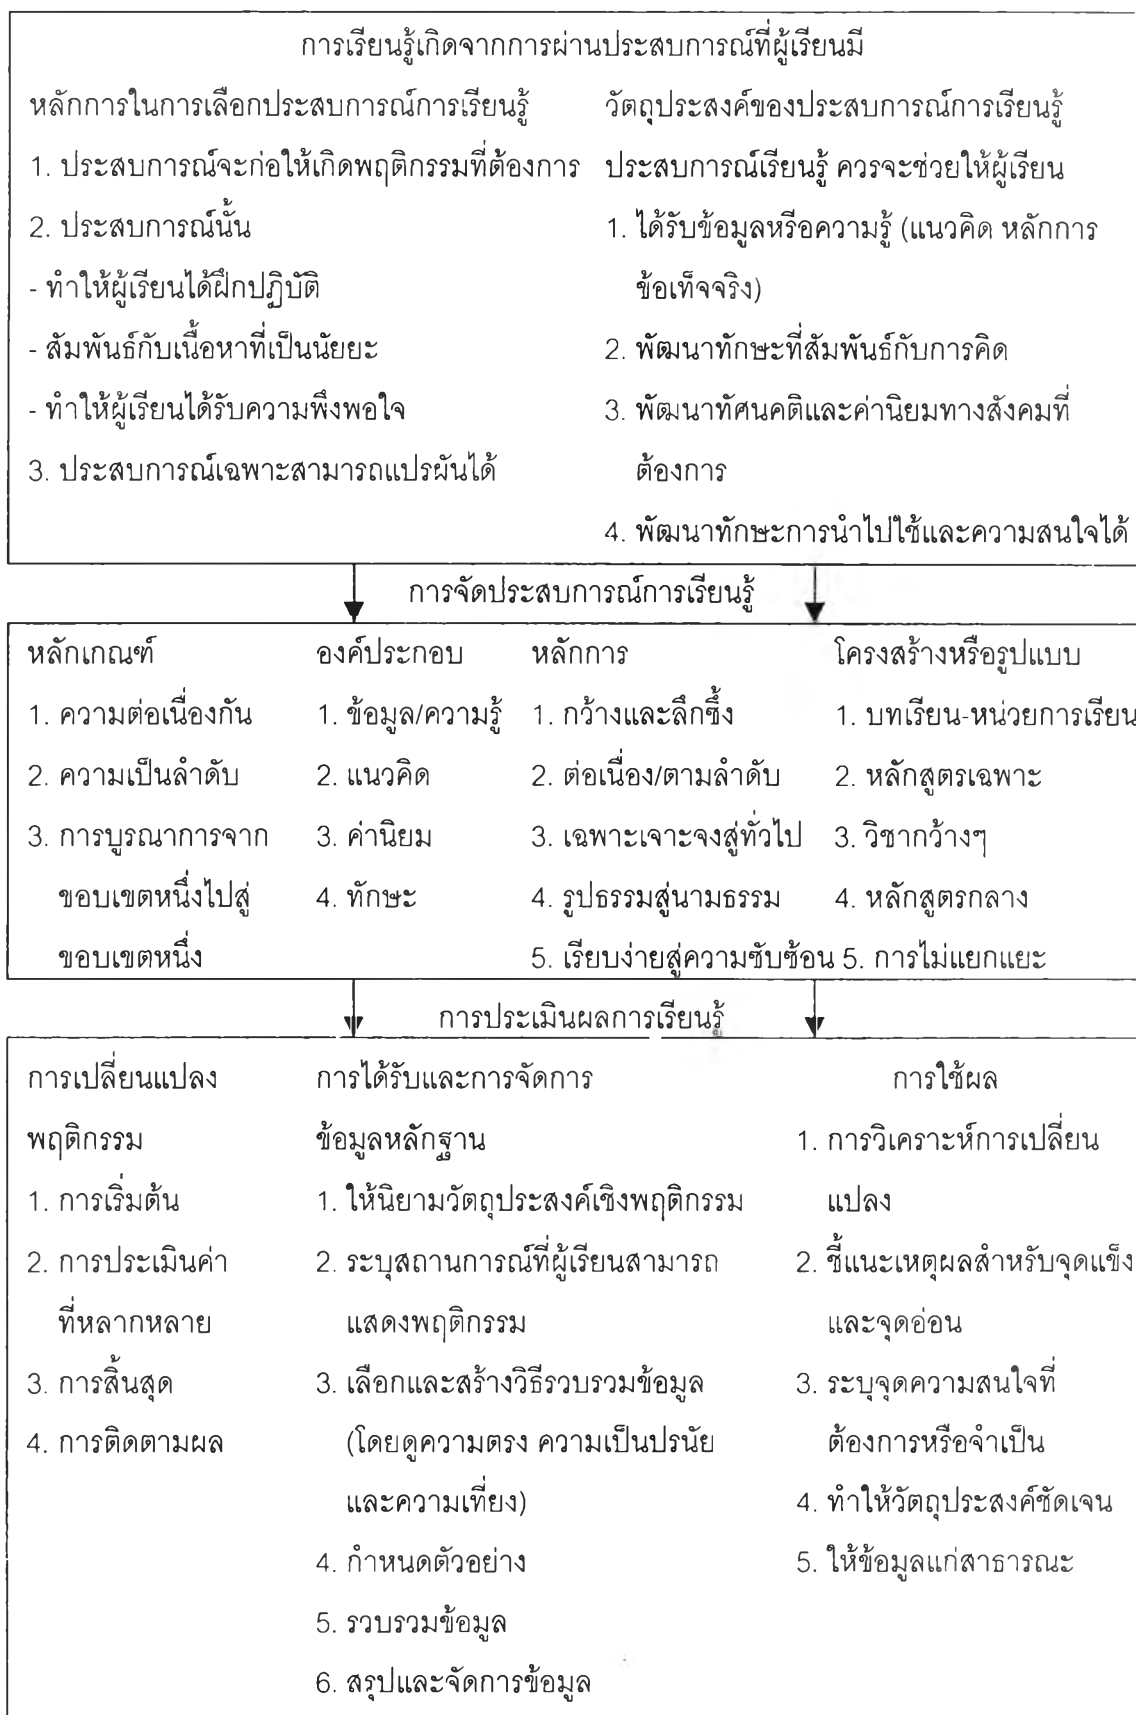 การเรียนรู้เกิดจากการผ่านประสบการณ์ที่ผู้เรียนมี
หลักการในการเลือกประสบการณ์การเรียนรู้
1. ประสบการณ์จะก่อให้เกิดพฤติกรรมที่ต้องการ
2. ประสบการณ์นั้น
- ทำให้ผู้เรียนได้ฝึกปฏิบัติ
- สัมพันธ์กับเนื้อหาที่เป็นนัยยะ
- ทำให้ผู้เรียนได้รับความพึงพอใจ
3. ประสบการณ์เฉพาะสามารถแปรผันได้
วัตถุประสงค์ของประสบการณ์การเรียนรู้
ประสบการณ์เรียนรู้ ควรจะช่วยให้ผู้เรียน
1. ได้รับข้อมูลหรือความรู้ (แนวคิด หลักการ
ข้อเท็จจริง)
2. พัฒนาทักษะที่สัมพันธ์กับการคิด
3. พัฒนาทัศนคติและค่านิยมทางสังคมที่
ต้องการ
4. พัฒนาทักษะการนำไปใช้และความสนใจได้
การจัดประสบการณ์การเรียนรู้
หลักเกณฑ์
1. ความต่อเนื่องกัน
2. ความเป็นลำดับ
3. การบูรณาการจาก
ขอบเขตหนึ่งไปสู่
ขอบเขตหนึ่ง
องค์ประกอบ
1. ข้อมูล/ความรู้
2. แนวคิด
3. ค่านิยม
4. ทักษะ
หลักการ
1. กว้างและลึกซึ้ง
2. ต่อเนื่อง/ตามลำดับ
3. เฉพาะเจาะจงสู่ทั่วไป
4. รูปธรรมสู่นามธรรม
5. เรียบง่ายสู่ความซับซ้อน
โครงสร้างหรือรูปแบบ
1. บทเรียน-หน่วยการเรียน
2. หลักสูตรเฉพาะ
3. วิชากว้างๆ
4. หลักสูตรกลาง
5. การไม่แยกแยะ
การประเมินผลการเรียนรู้
การเปลี่ยนแปลง
พฤติกรรม
1. การเริ่มต้น
2. การประเมินค่า
ที่หลากหลาย
3. การสิ้นสุด
4. การติดตามผล
การได้รับและการจัดการ
ข้อมูลหลักฐาน
1. ให้นิยามวัตถุประสงค์เชิงพฤติกรรม
2. ระบุสถานการณ์ที่ผู้เรียนสามารถ
แสดงพฤติกรรม
3. เลือกและสร้างวิธีรวบรวมข้อมูล
(โดยดูความตรง ความเป็นปรนัย
และความเที่ยง)
4. กำหนดตัวอย่าง
5. รวบรวมข้อมูล
6. สรุปและจัดการข้อมูล
การใช้ผล
1. การวิเคราะห์การเปลี่ยน
แปลง
2. ชี้แนะเหตุผลสำหรับจุดแข็ง
และจุดอ่อน
3. ระบุจุดความสนใจที่
ต้องการหรือจำเป็น
4. ทำให้วัตถุประสงค์ชัดเจน
5. ให้ข้อมูลแก่สาธารณะ